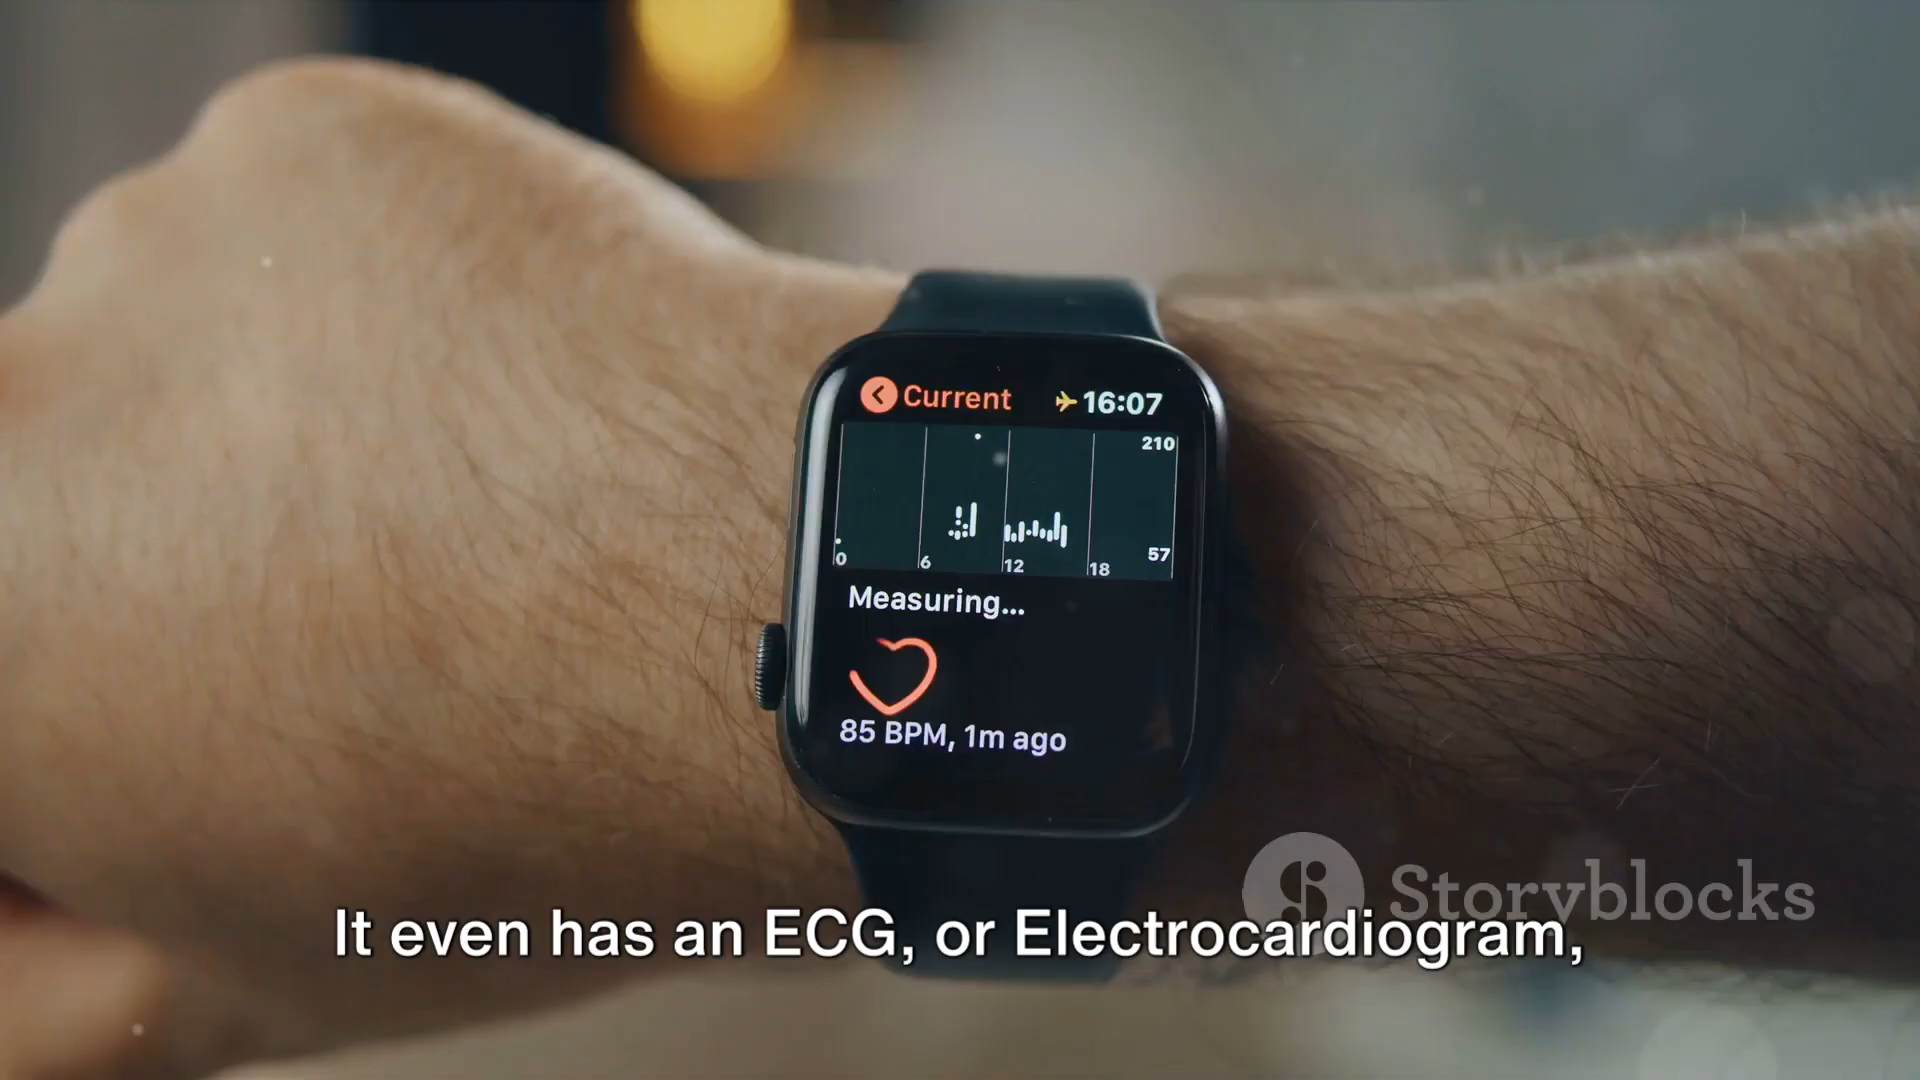 Current 16:07
210
57
0 6 12 18
Measuring...
85 BPM, 1m ago
Storyblocks
It even has an ECG, or Electrocardiogram,